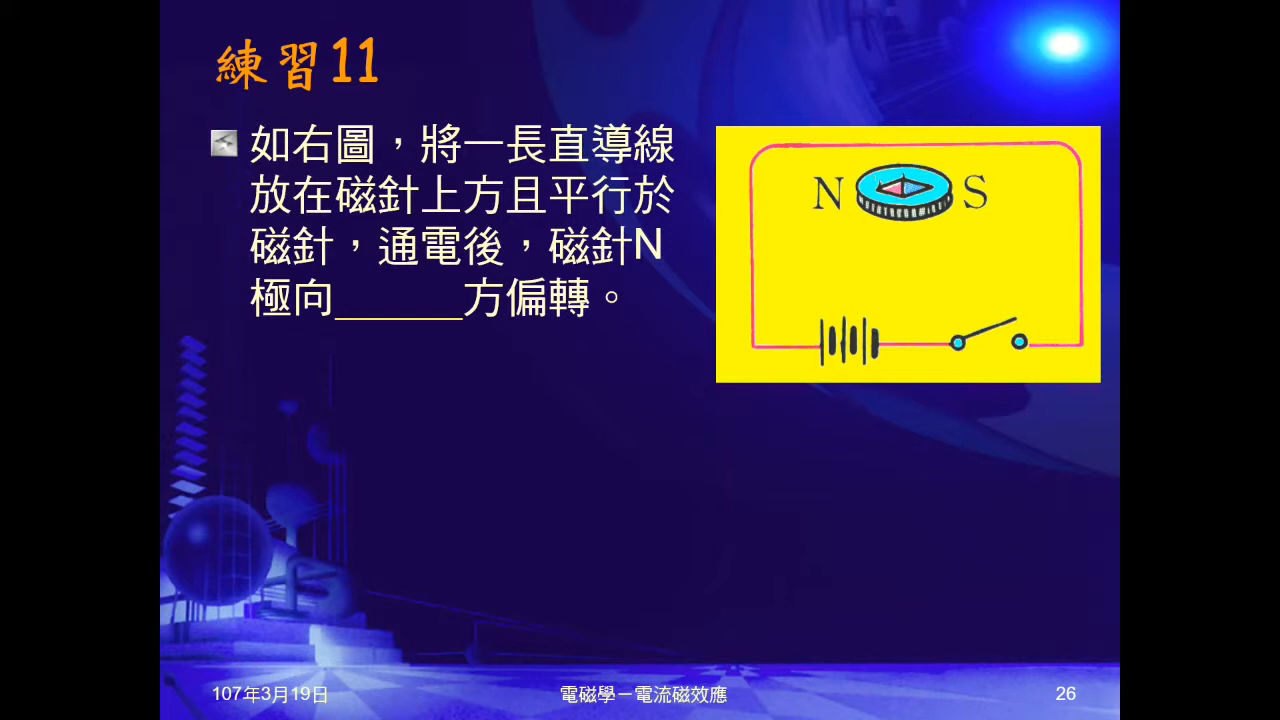 練習11
如右圖，將一長直導線
放在磁針上方且平行於
磁針，通電後，磁針N
極向______方偏轉。
N S
107年3月19日 電磁學－電流磁效應 26